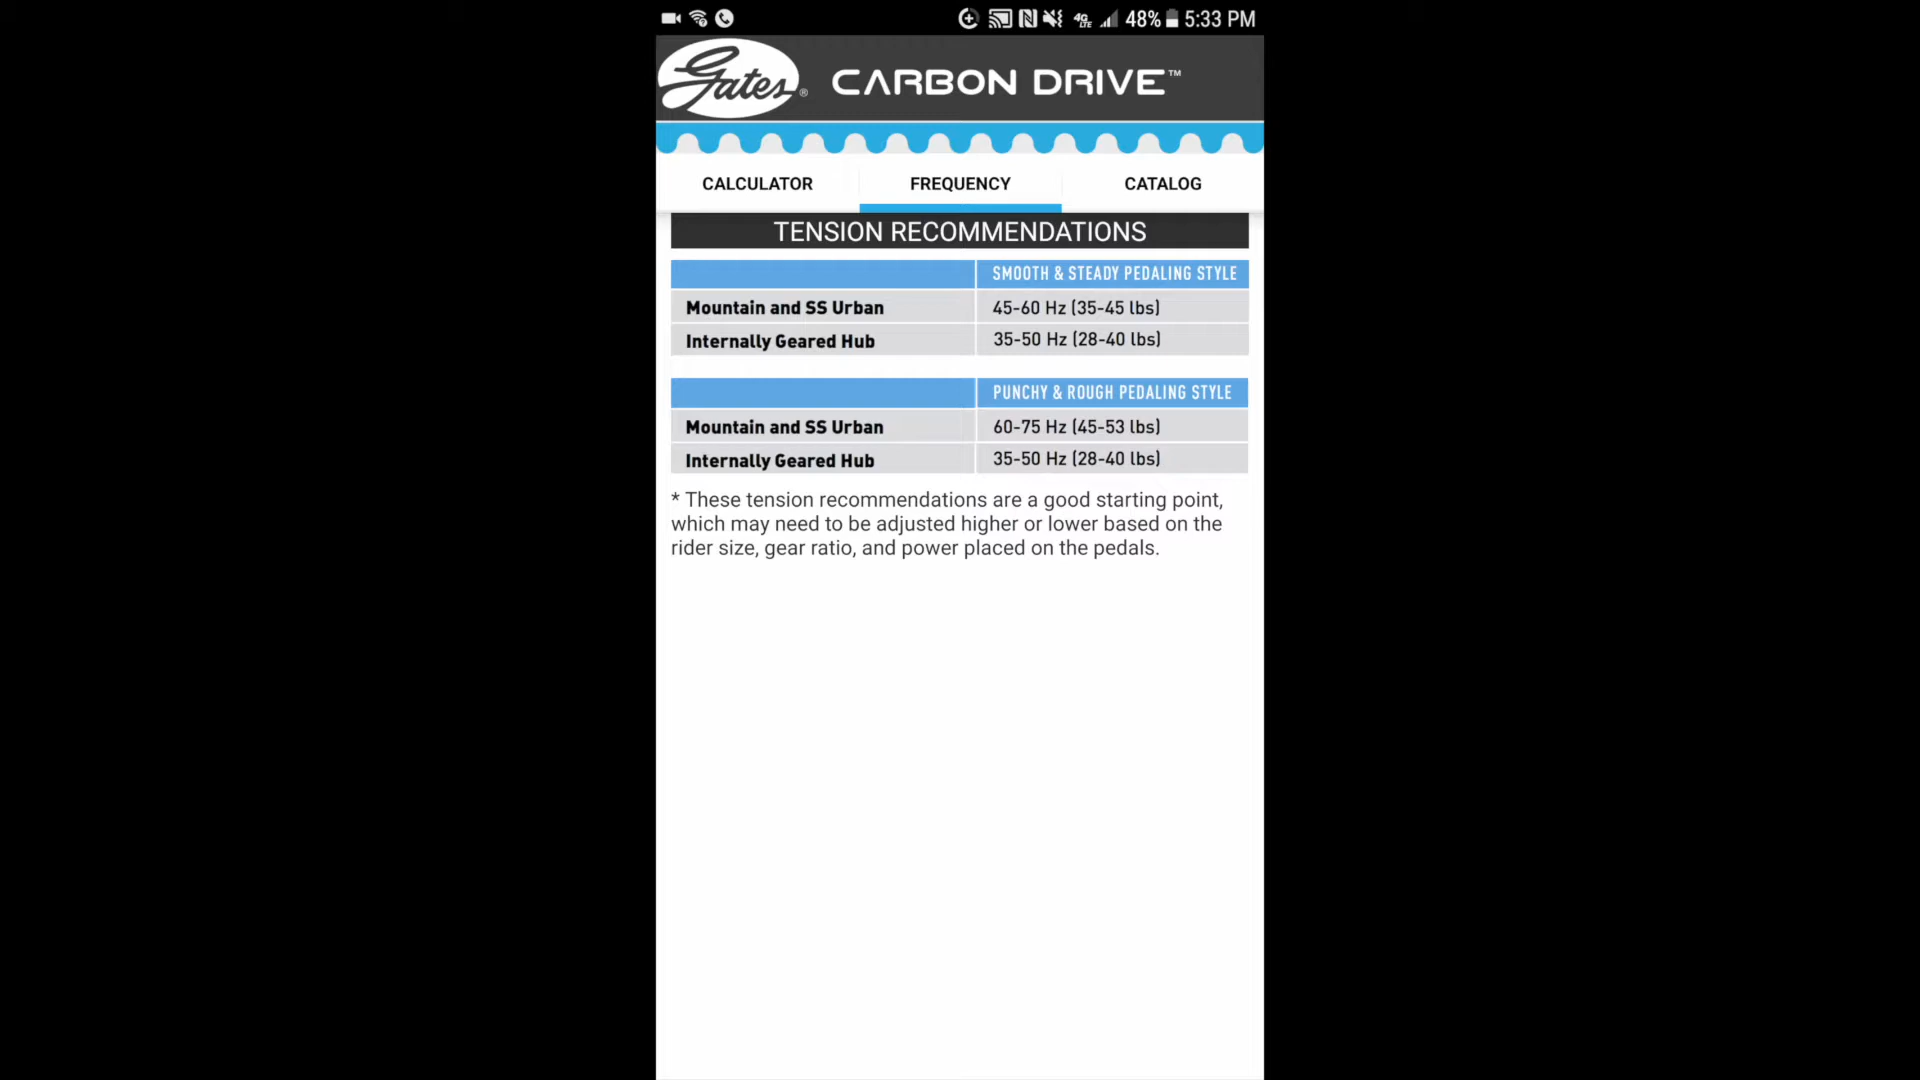 4G LTE 48% 5:33 PM
Gates® CARBON DRIVE™
CALCULATOR FREQUENCY CATALOG
TENSION RECOMMENDATIONS
SMOOTH & STEADY PEDALING STYLE
Mountain and SS Urban 45-60 Hz (35-45 lbs)
Internally Geared Hub 35-50 Hz (28-40 lbs)
PUNCHY & ROUGH PEDALING STYLE
Mountain and SS Urban 60-75 Hz (45-53 lbs)
Internally Geared Hub 35-50 Hz (28-40 lbs)
* These tension recommendations are a good starting point,
which may need to be adjusted higher or lower based on the
rider size, gear ratio, and power placed on the pedals.